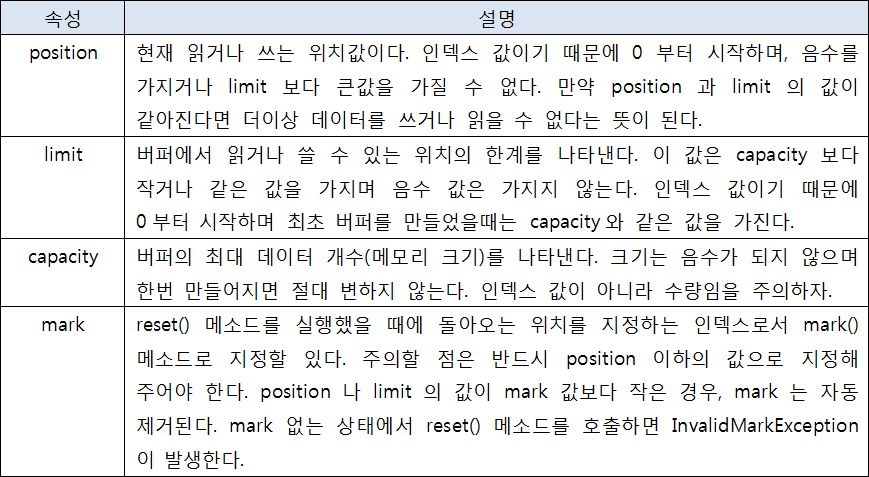 속성 설명
position 현재 읽거나 쓰는 위치값이다. 인덱스 값이기 때문에 0 부터 시작하며, 음수를
가지거나 limit 보다 큰값을 가질 수 없다. 만약 position 과 limit 의 값이
같아진다면 더이상 데이터를 쓰거나 읽을 수 없다는 뜻이 된다.
limit 버퍼에서 읽거나 쓸 수 있는 위치의 한계를 나타낸다. 이 값은 capacity 보다
작거나 같은 값을 가지며 음수 값은 가지지 않는다. 인덱스 값이기 때문에
0 부터 시작하며 최초 버퍼를 만들었을때는 capacity 와 같은 값을 가진다.
capacity 버퍼의 최대 데이터 개수(메모리 크기)를 나타낸다. 크기는 음수가 되지 않으며
한번 만들어지면 절대 변하지 않는다. 인덱스 값이 아니라 수량임을 주의하자.
mark reset() 메소드를 실행했을 때에 돌아오는 위치를 지정하는 인덱스로서 mark()
메소드로 지정할 있다. 주의할 점은 반드시 position 이하의 값으로 지정해
주어야 한다. position 나 limit 의 값이 mark 값보다 작은 경우, mark 는 자동
제거된다. mark 없는 상태에서 reset() 메소드를 호출하면 InvalidMarkException
이 발생한다.